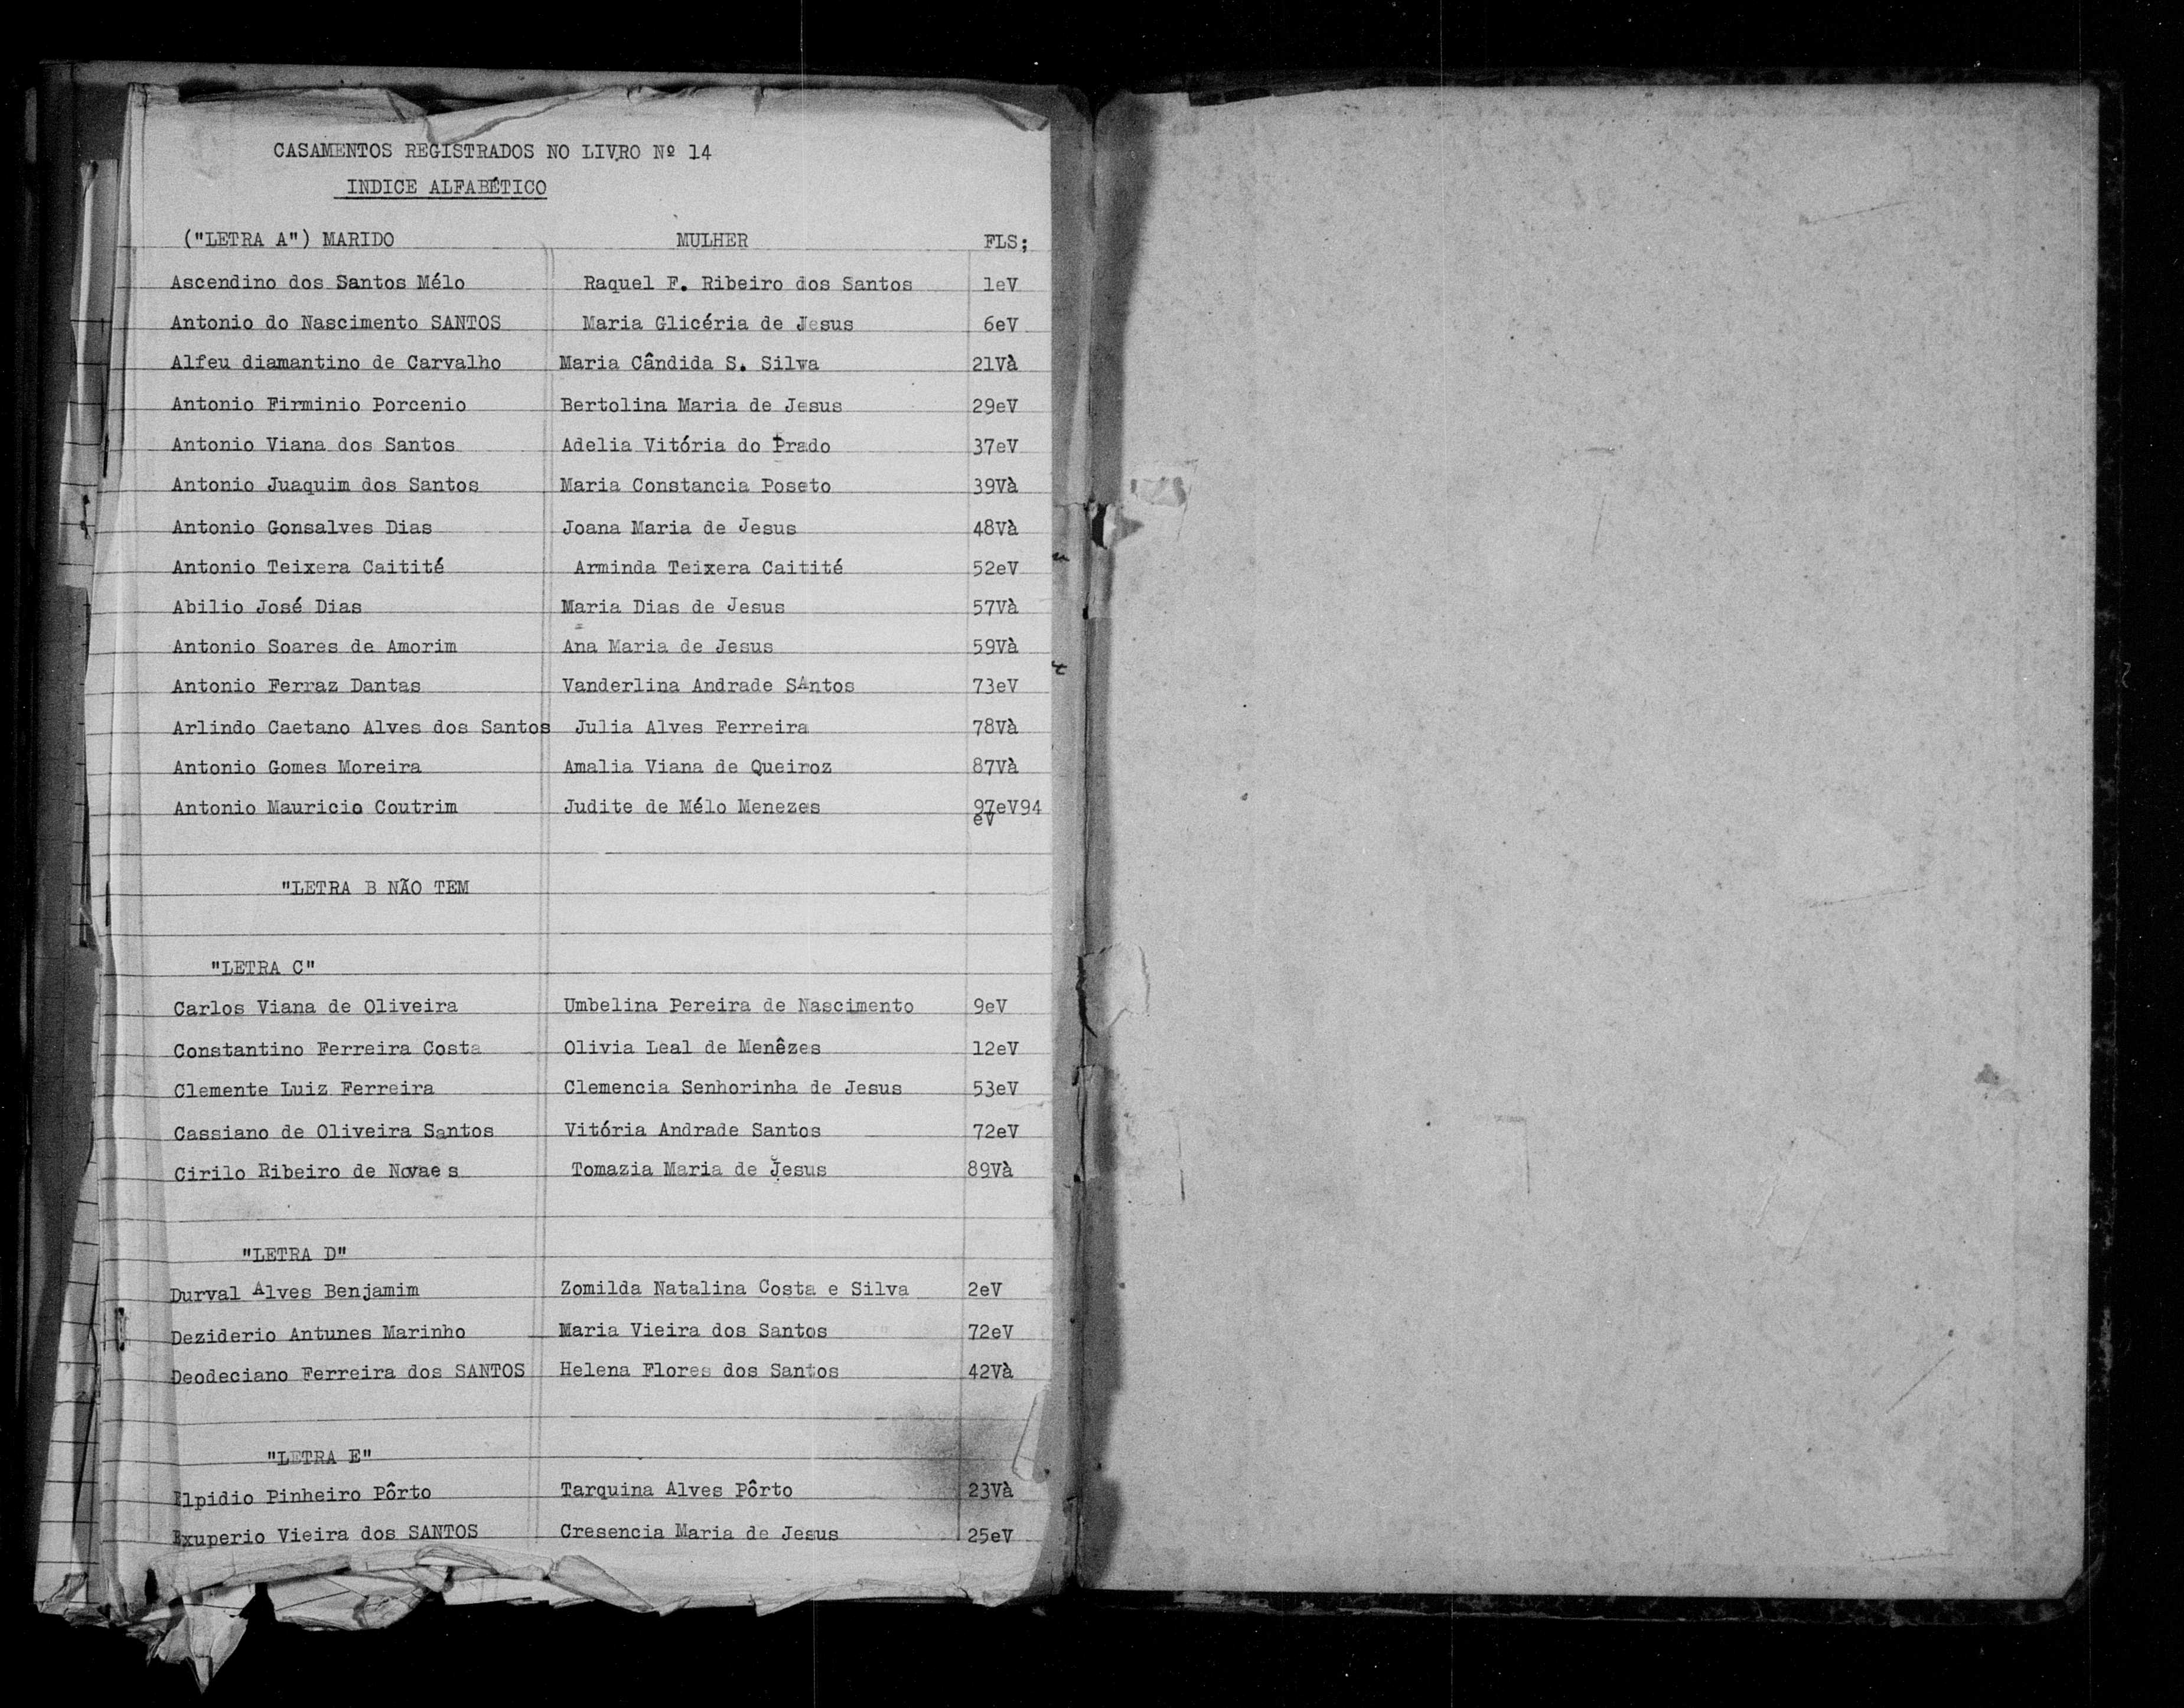 CASAMENTOS REGISTRADOS NO LIVRO Nº 14
INDICE ALFABÉTICO
("LETRA A") MARIDO MULHER FLS;
Ascendino dos Santos Mélo Raquel F. Ribeiro dos Santos 1eV
Antonio do Nascimento SANTOS Maria Glicéria de Jesus 6eV
Alfeu diamantino de Carvalho Maria Cândida S. Silva 21Và
Antonio Firminio Porcenio Bertolina Maria de Jesus 29eV
Antonio Viana dos Santos Adelia Vitória do Prado 37eV
Antonio Juaquim dos Santos Maria Constancia Poseto 39Và
Antonio Gonsalves Dias Joana Maria de Jesus 48Và
Antonio Teixera Caitité Arminda Teixera Caitité 52eV
Abilio José Dias Maria Dias de Jesus 57Và
Antonio Soares de Amorim Ana Maria de Jesus 59Và
Antonio Ferraz Dantas Vanderlina Andrade SAntos 73eV
Arlindo Caetano Alves dos Santos Julia Alves Ferreira 78Và
Antonio Gomes Moreira Amalia Viana de Queiroz 87Và
Antonio Mauricio Coutrim Judite de Mélo Menezes 97eV94
eV
"LETRA B NÃO TEM
"LETRA C"
Carlos Viana de Oliveira Umbelina Pereira de Nascimento 9eV
Constantino Ferreira Costa Olivia Leal de Menêzes 12eV
Clemente Luiz Ferreira Clemencia Senhorinha de Jesus 53eV
Cassiano de Oliveira Santos Vitória Andrade Santos 72eV
Cirilo Ribeiro de Novae s Tomazia Maria de Jesus 89Và
"LETRA D"
Durval Alves Benjamim Zomilda Natalina Costa e Silva 2eV
Deziderio Antunes Marinho Maria Vieira dos Santos 72eV
Deodeciano Ferreira dos SANTOS Helena Flores dos Santos 42Và
"LETRA E"
Elpidio Pinheiro Pôrto Tarquina Alves Pôrto 23Và
Exuperio Vieira dos SANTOS Cresencia Maria de Jesus 25eV